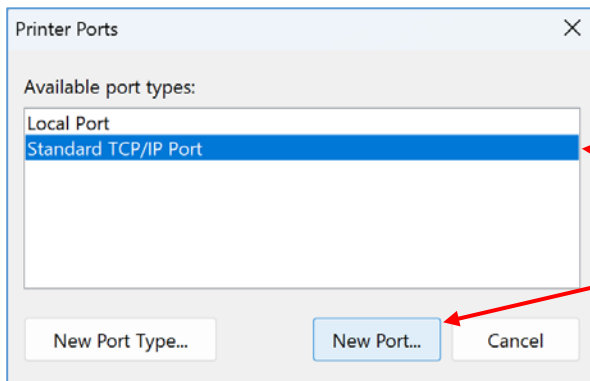 Printer Ports
Available port types:
Local Port
Standard TCP/IP Port
New Port Type... New Port... Cancel